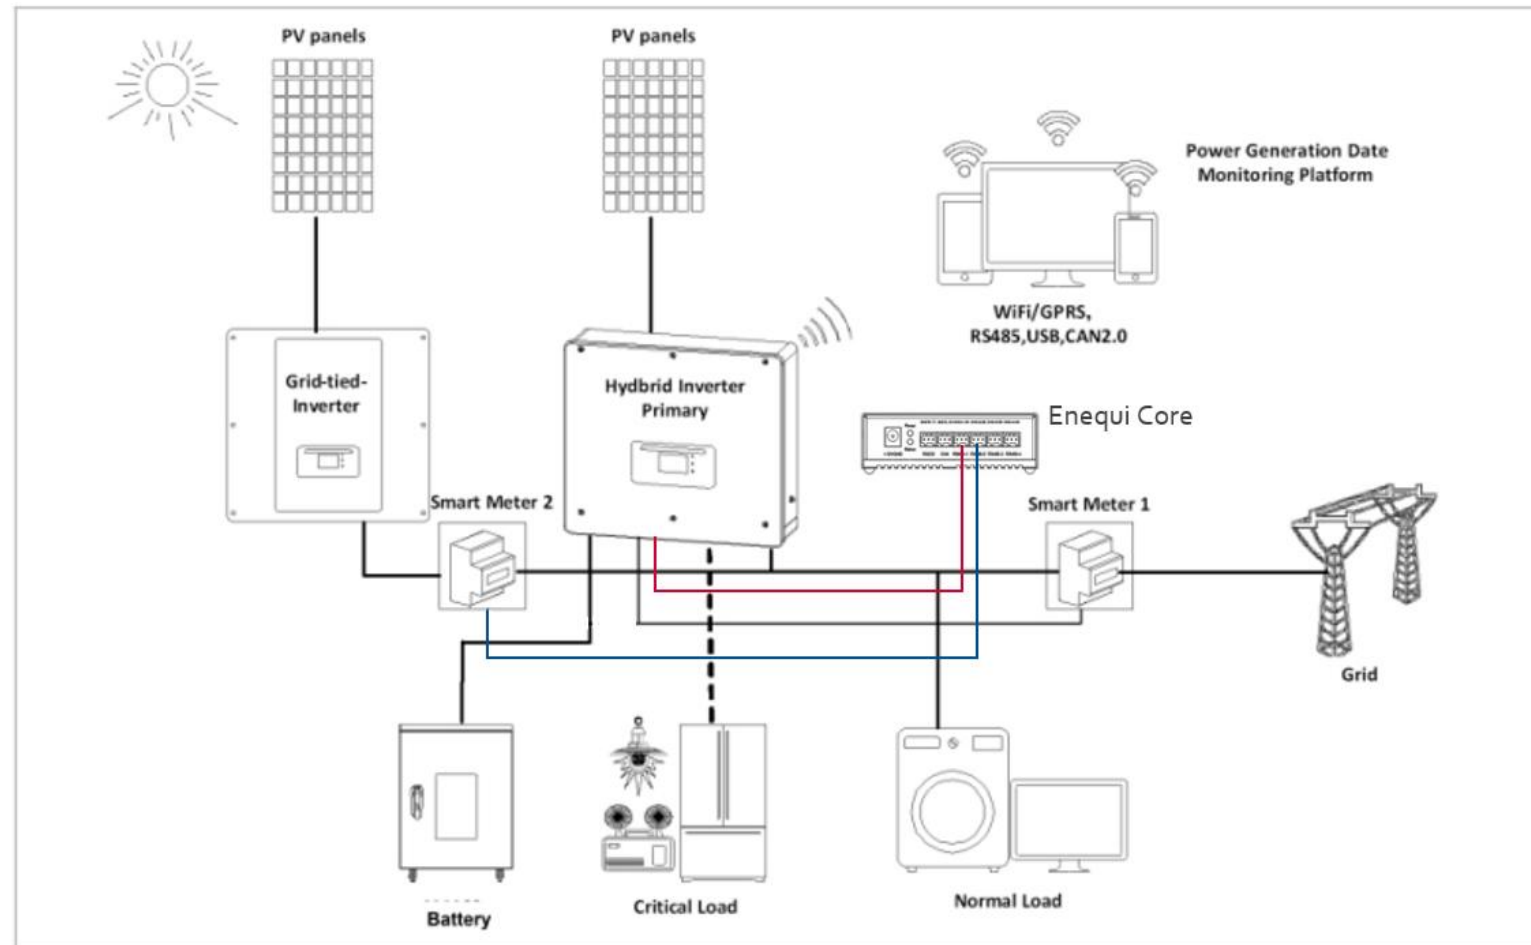 PV panels
PV panels
Power Generation Date
Monitoring Platform
WiFi/GPRS,
RS485,USB,CAN2.0
Grid-tied-
Inverter
Hydbrid Inverter
Primary
Enequi Core
Smart Meter 2
Smart Meter 1
Grid
Battery
Critical Load
Normal Load